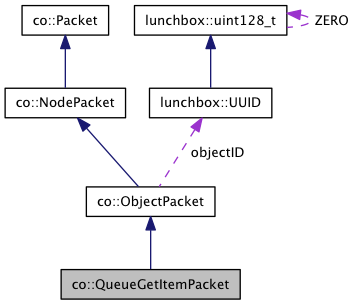 co::Packet
lunchbox::uint128_t
ZERO
co::NodePacket
lunchbox::UUID
objectID
co::ObjectPacket
co::QueueGetItemPacket